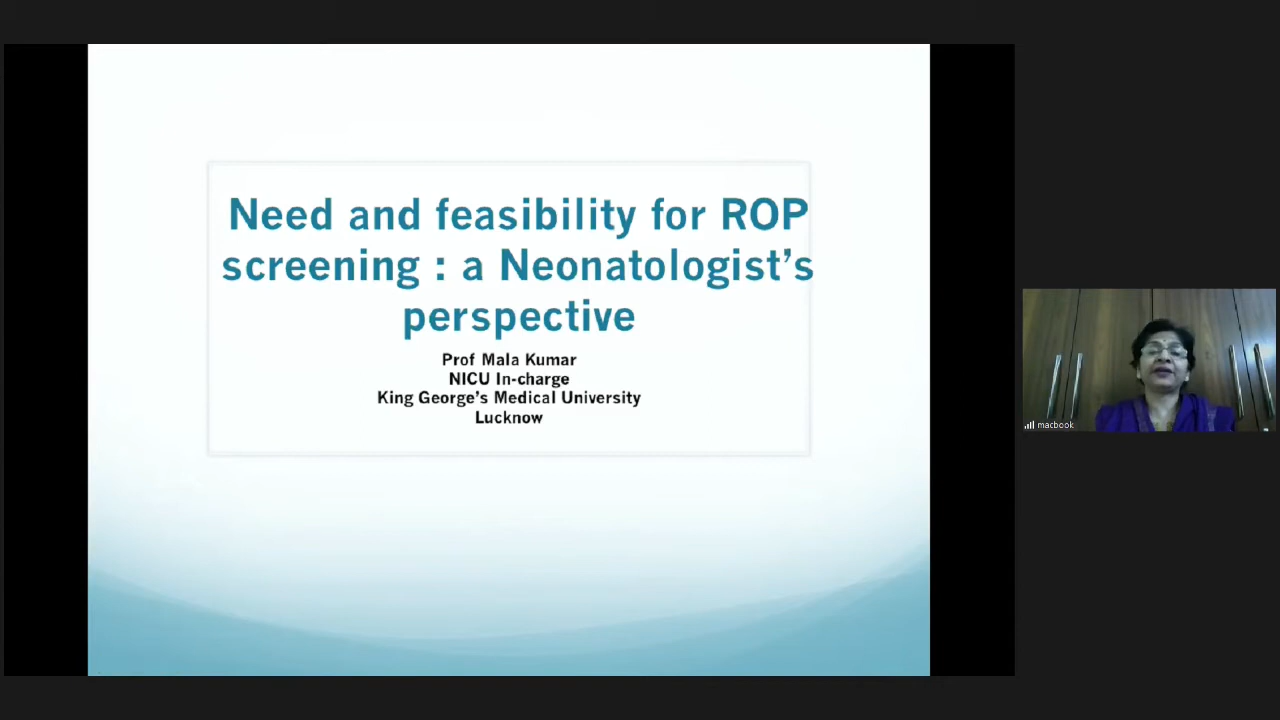 Need and feasibility for ROP
screening : a Neonatologist's
perspective
Prof Mala Kumar
NICU In-charge
King George's Medical University
Lucknow
macbook